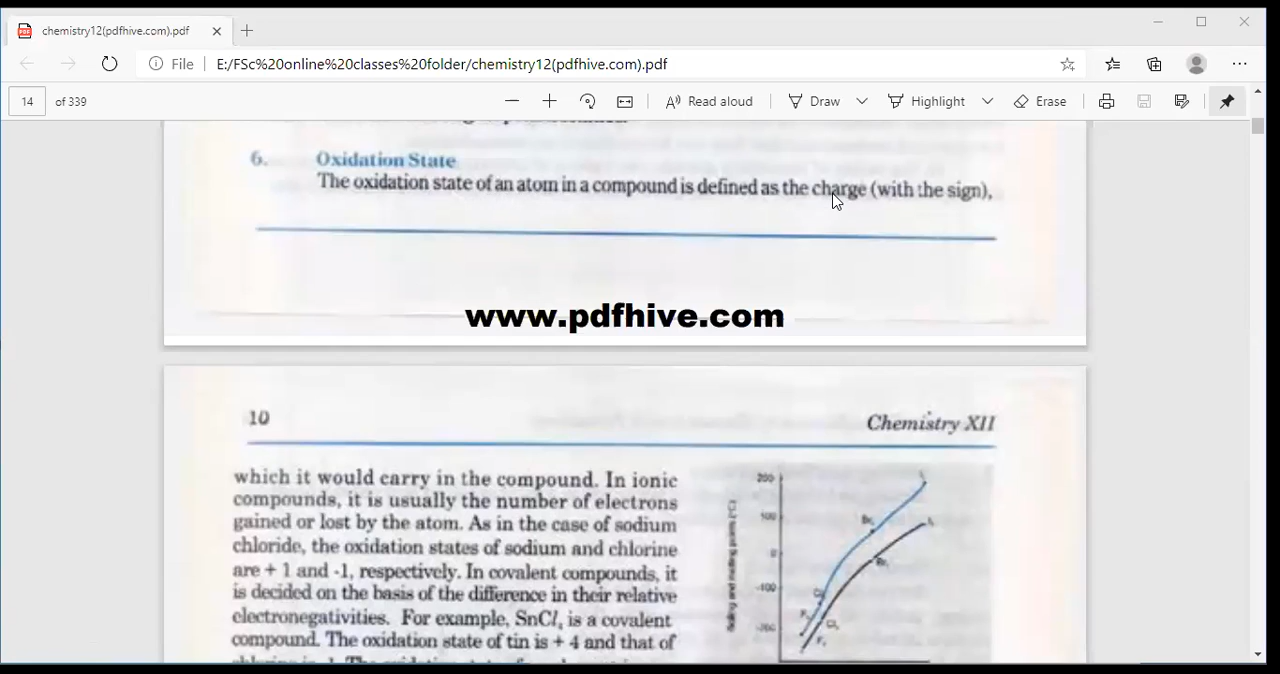 chemistry12(pdfhive.com).pdf
File E:/FSc%20online%20classes%20folder/chemistry12(pdfhive.com).pdf
14 of 339 Read aloud Draw Highlight Erase
6. Oxidation State
The oxidation state of an atom in a compound is defined as the charge (with the sign),
www.pdfhive.com
10 Chemistry XII
which it would carry in the compound. In ionic
compounds, it is usually the number of electrons
gained or lost by the atom. As in the case of sodium
chloride, the oxidation states of sodium and chlorine
are + 1 and -1, respectively. In covalent compounds, it
is decided on the basis of the difference in their relative
electronegativities. For example, SnCl, is a covalent
compound. The oxidation state of tin is + 4 and that of
200
100
0
-100